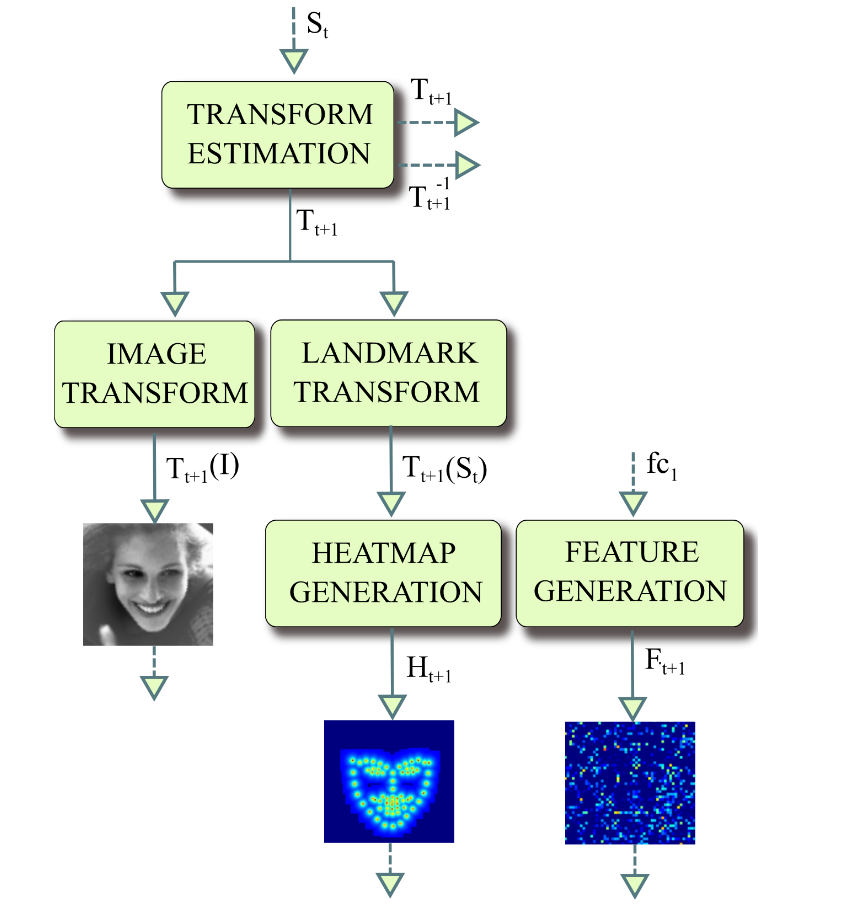 S_t
TRANSFORM
ESTIMATION
T_{t+1}
T_{t+1}^{-1}
T_{t+1}
IMAGE
TRANSFORM
LANDMARK
TRANSFORM
T_{t+1}(I)
T_{t+1}(S_t)
fc_1
HEATMAP
GENERATION
FEATURE
GENERATION
H_{t+1}
F_{t+1}